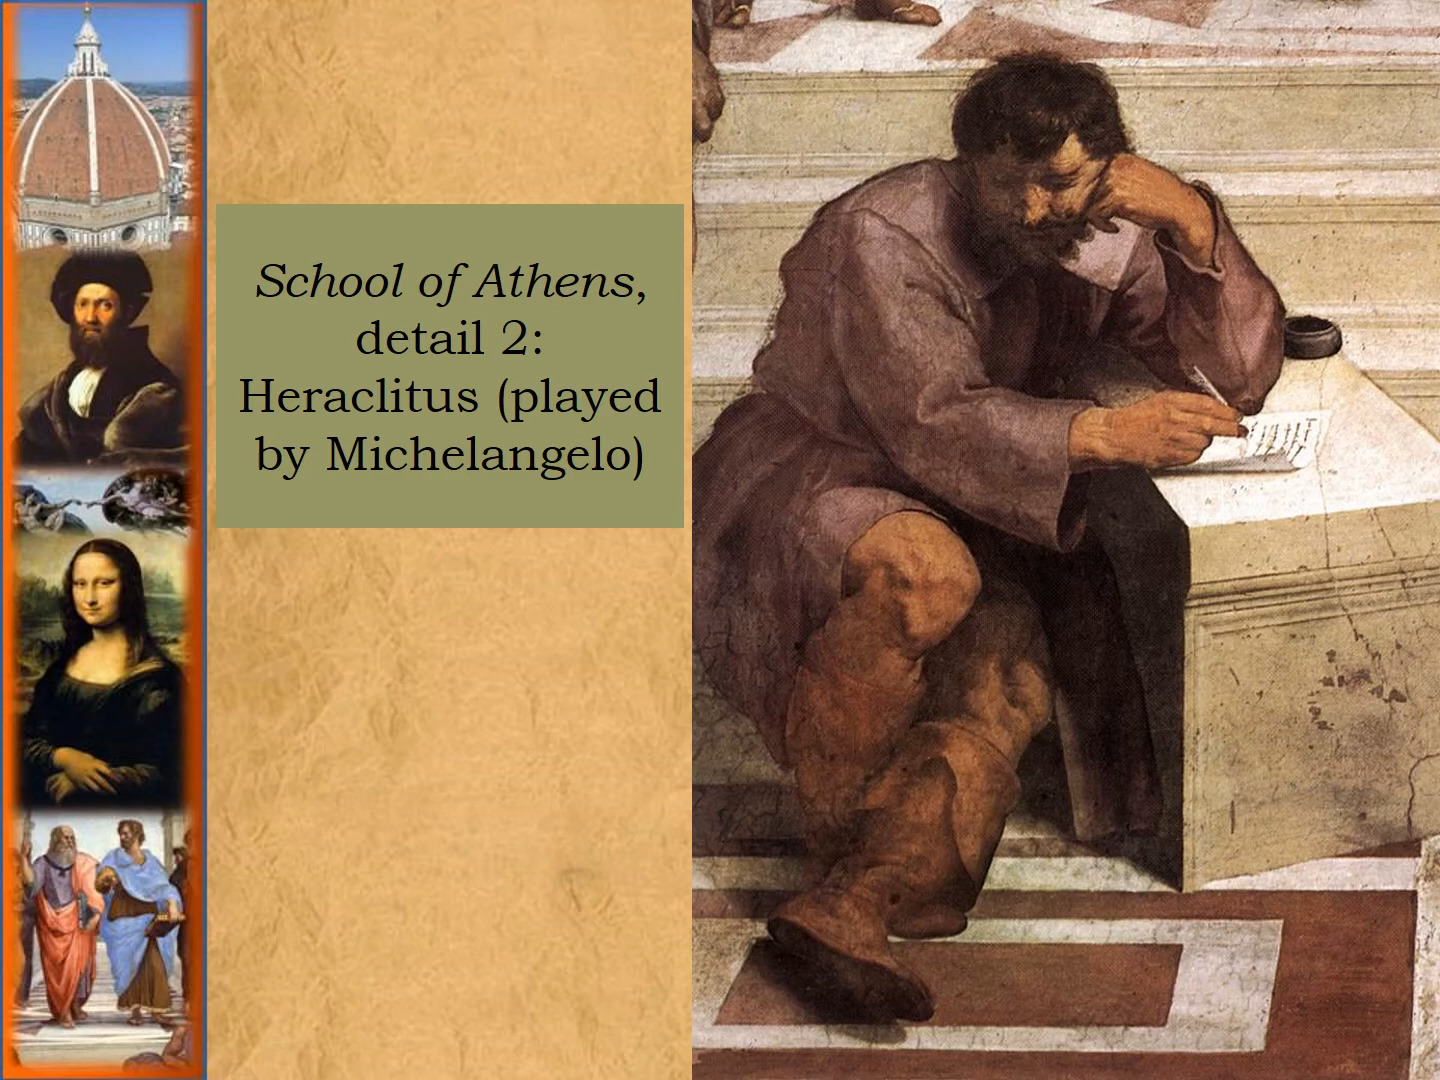 School of Athens,
detail 2:
Heraclitus (played
by Michelangelo)